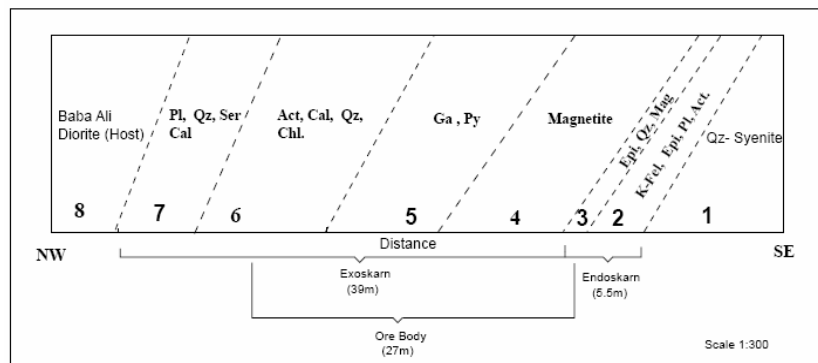 Baba Ali
Diorite (Host)
Pl, Qz, Ser
Cal
Act, Cal, Qz,
Chl.
Ga , Py
Magnetite
Epi, Qz, Mag
K-Fel, Epi, Pl, Act.
Qz- Syenite
8
7
6
5
4
3
2
1
NW
Distance
SE
Exoskarn
(39m)
Endoskarn
(5.5m)
Ore Body
(27m)
Scale 1:300